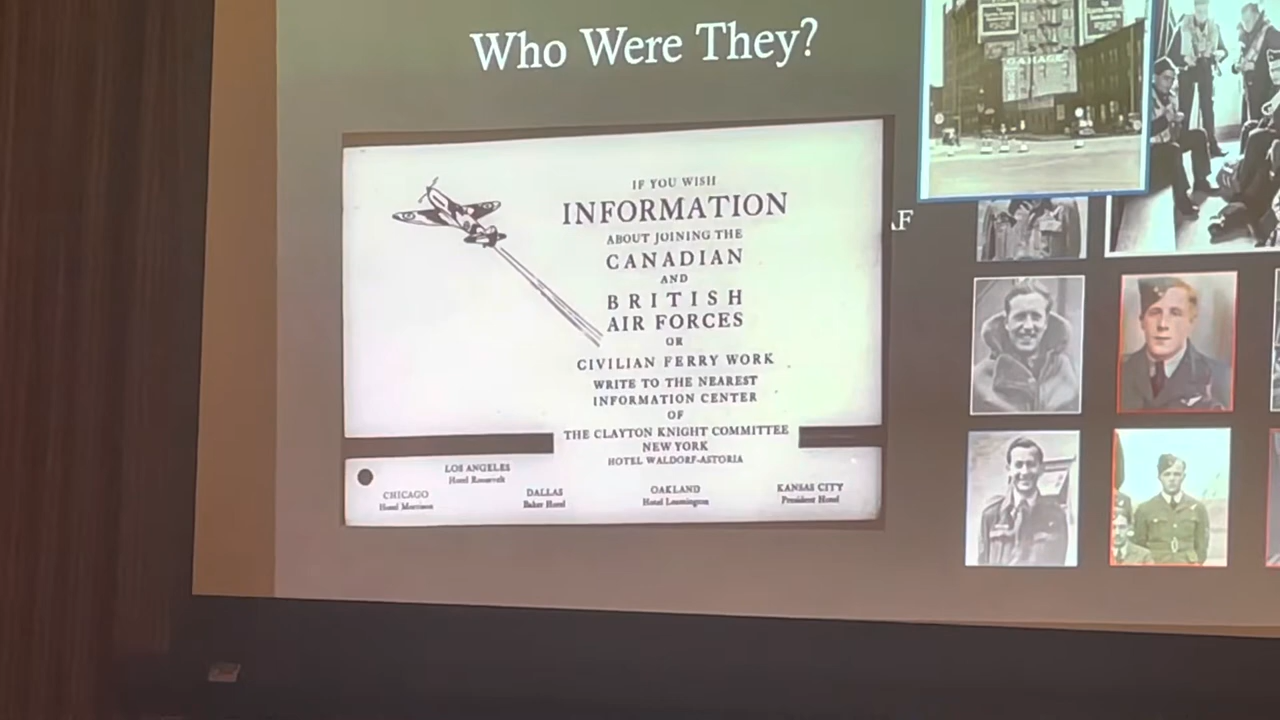 Who Were They?
IF YOU WISH
INFORMATION
ABOUT JOINING THE
CANADIAN
AND
BRITISH
AIR FORCES
OR
CIVILIAN FERRY WORK
WRITE TO THE NEAREST
INFORMATION CENTER
OF
THE CLAYTON KNIGHT COMMITTEE
NEW YORK
HOTEL WALDORF-ASTORIA
LOS ANGELES
Hotel Roosevelt
CHICAGO
Hotel Morrison
DALLAS
Baker Hotel
OAKLAND
Hotel Leamington
KANSAS CITY
President Hotel
AF
GARAGE